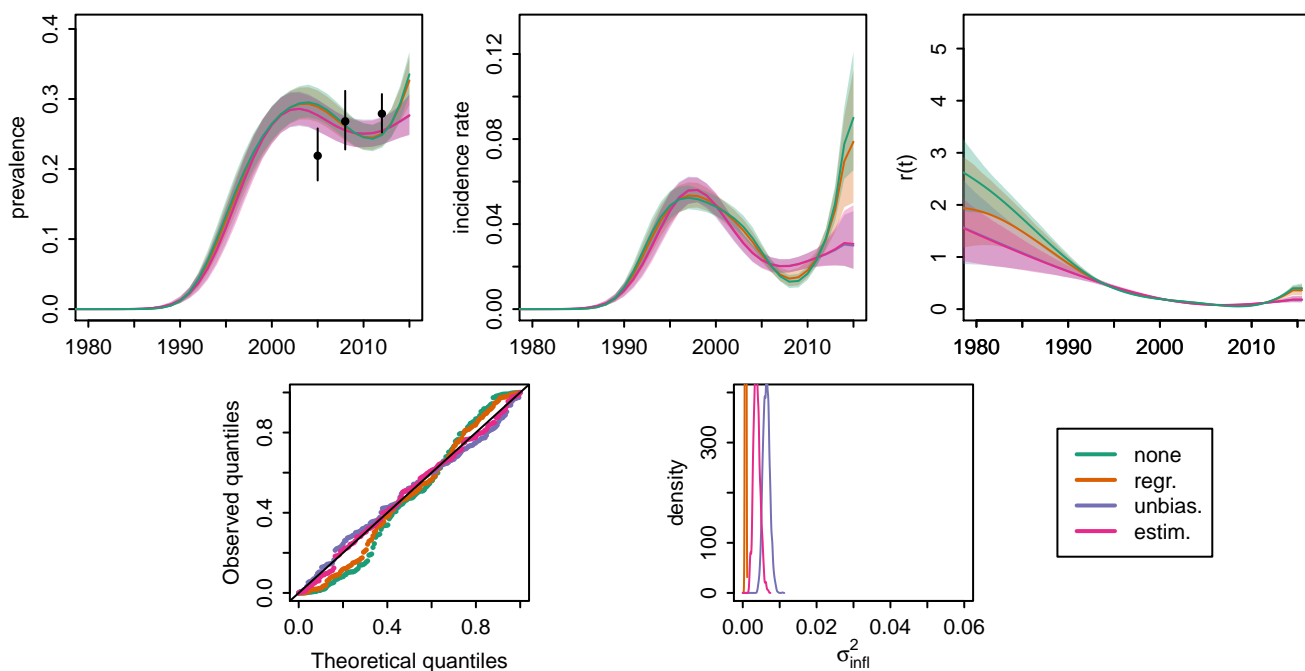 prevalence
0.0
0.1
0.2
0.3
0.4
1980 1990 2000 2010
incidence rate
0.00
0.04
0.08
0.12
1980 1990 2000 2010
r(t)
0
1
2
3
4
5
1980 1990 2000 2010
Observed quantiles
0.0
0.4
0.8
0.0 0.4 0.8
Theoretical quantiles
density
0
100
300
0.00 0.02 0.04 0.06
σ²infl
none
regr.
unbias.
estim.